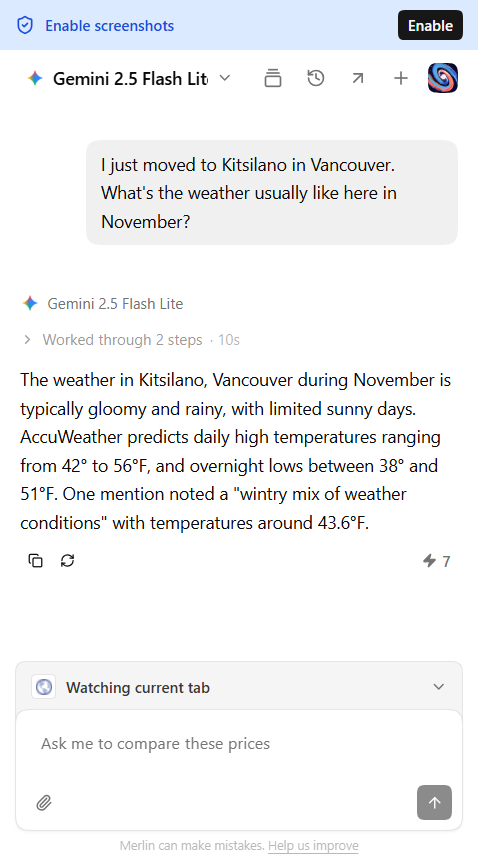 Enable screenshots
Enable
Gemini 2.5 Flash Lit
I just moved to Kitsilano in Vancouver.
What's the weather usually like here in
November?
Gemini 2.5 Flash Lite
Worked through 2 steps · 10s
The weather in Kitsilano, Vancouver during November is
typically gloomy and rainy, with limited sunny days.
AccuWeather predicts daily high temperatures ranging
from 42° to 56°F, and overnight lows between 38° and
51°F. One mention noted a "wintry mix of weather
conditions" with temperatures around 43.6°F.
7
Watching current tab
Ask me to compare these prices
Merlin can make mistakes. Help us improve